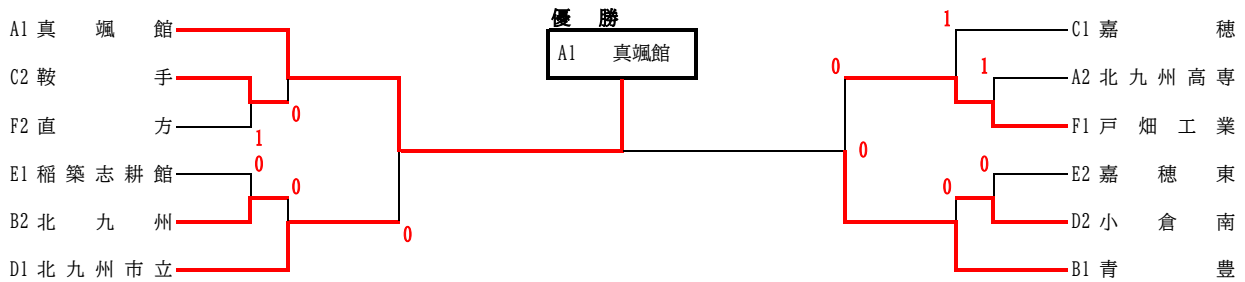 優勝
A1 真颯館
A1 真颯館
C2 鞍手
F2 直方
E1 稲築志耕館
B2 北九州
D1 北九州市立
0
1
0
0
0
1
0
1
0
0
0
C1 嘉穂
A2 北九州高専
F1 戸畑工業
E2 嘉穂東
D2 小倉南
B1 青豊